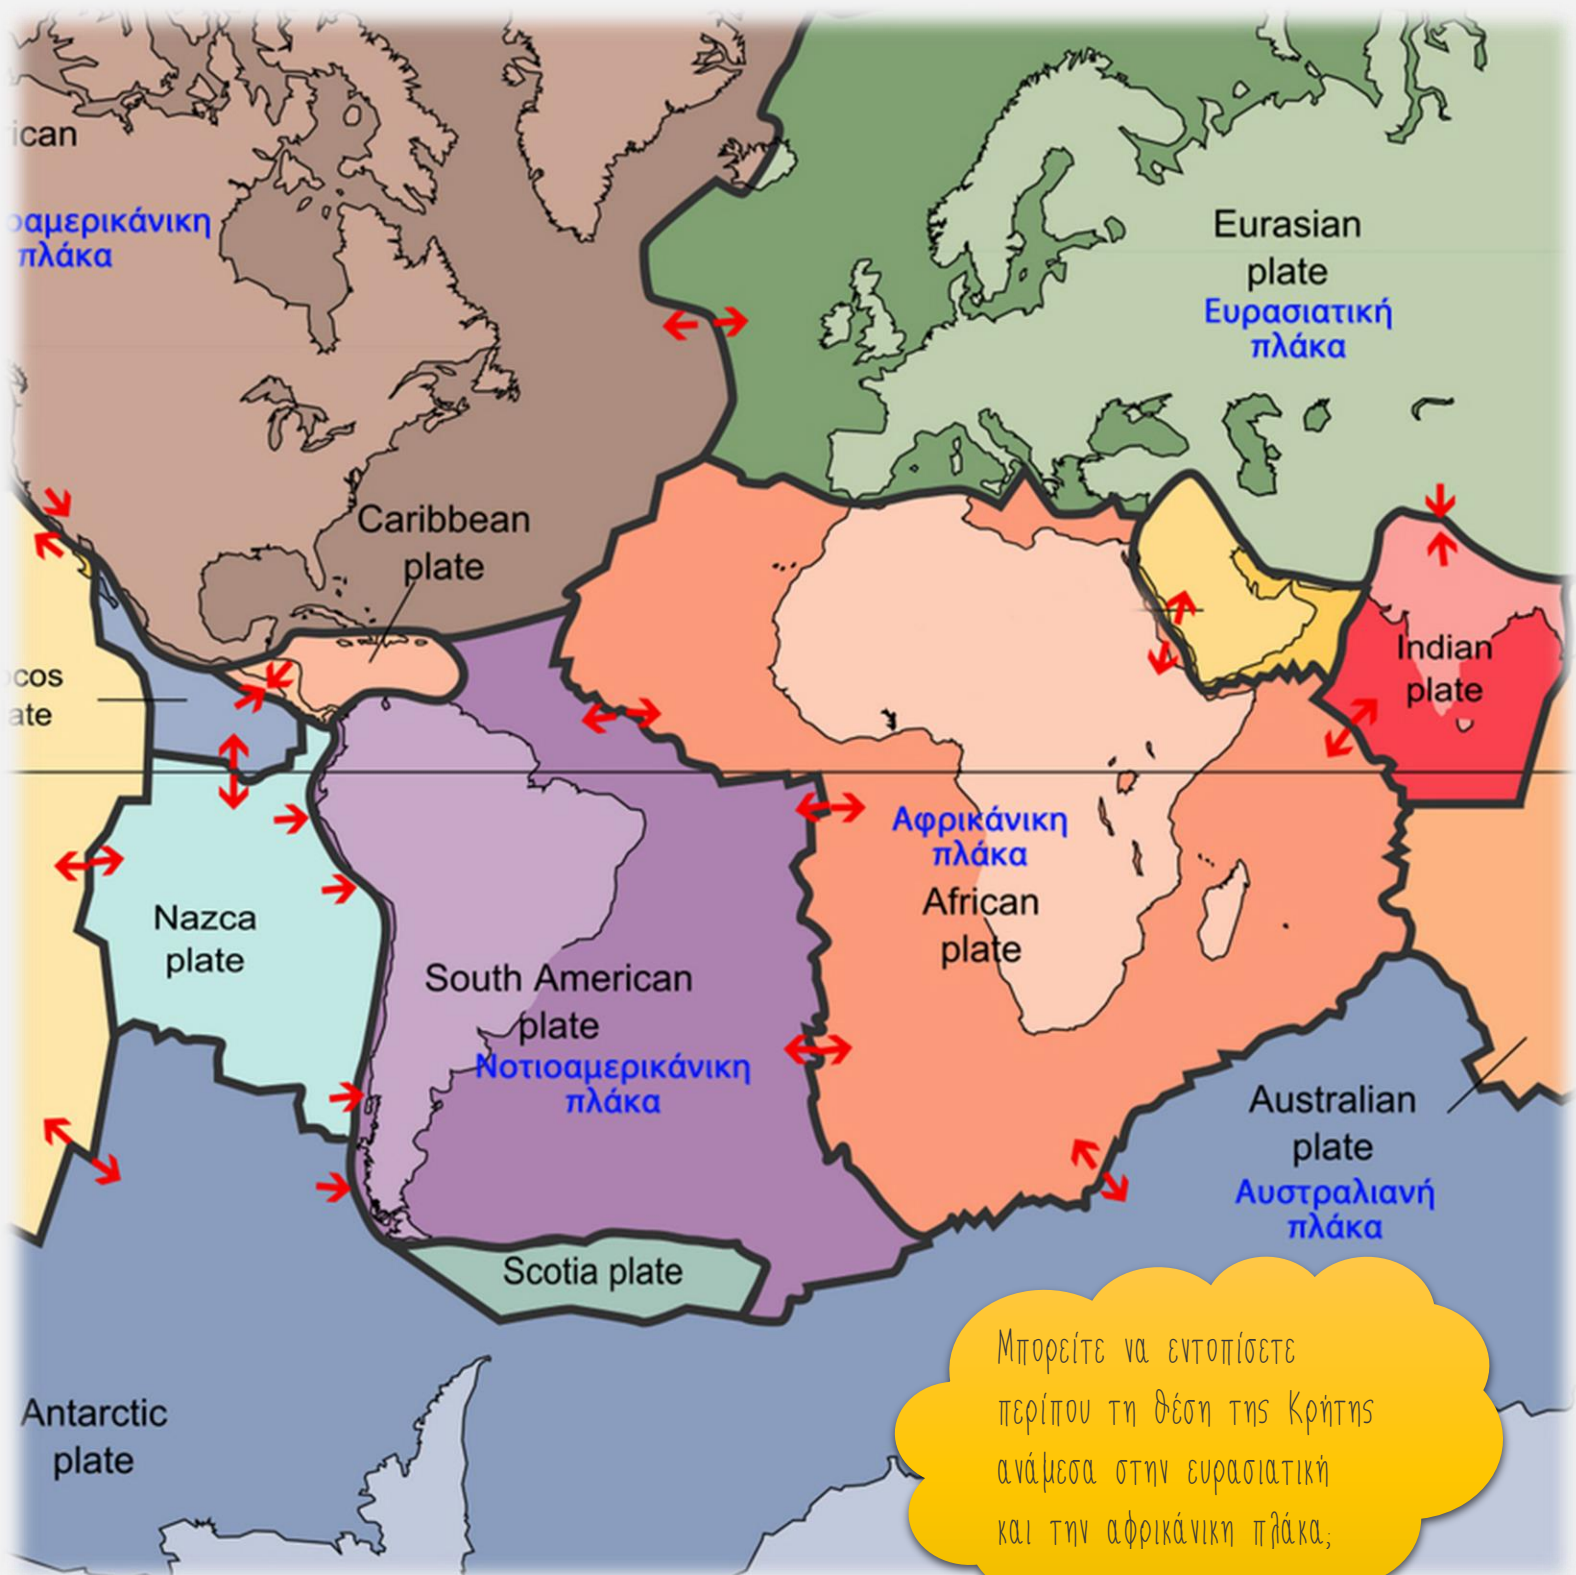 ican
οαμερικάνικη
πλάκα
Eurasian
plate
Ευρασιατική
πλάκα
Caribbean
plate
cos
ate
Indian
plate
Αφρικάνικη
πλάκα
African
plate
Nazca
plate
South American
plate
Νοτιοαμερικάνικη
πλάκα
Australian
plate
Αυστραλιανή
πλάκα
Scotia plate
Antarctic
plate
Μπορείτε να εντοπίσετε
περίπου τη θέση της Κρήτης
ανάμεσα στην ευρασιατική
και την αφρικάνικη πλάκα;